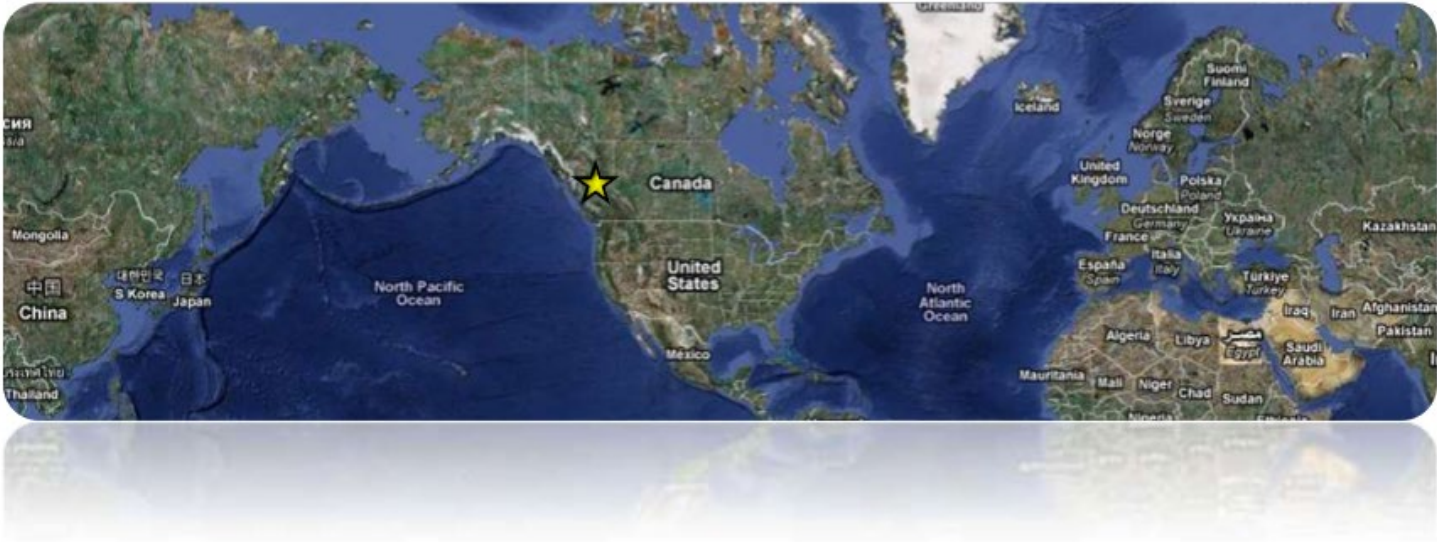 Greenland
Suomi
Finland
Iceland
Sverige
Sweden
Norge
Norway
United
Kingdom
Canada
Polska
Poland
Deutschland
Germany
Україна
Ukraine
Kazakhstan
Mongolia
France
Italia
Italy
España
Spain
Türkiye
Turkey
United
States
North Pacific
Ocean
North
Atlantic
Ocean
대한민국
S Korea
日本
Japan
中国
China
Iraq
Iran
Afghanistan
Pakistan
Algeria
Libya
مصر
Egypt
Saudi
Arabia
México
Mauritania
Mali
Niger
Chad
Sudan
Thailand
Nigeria